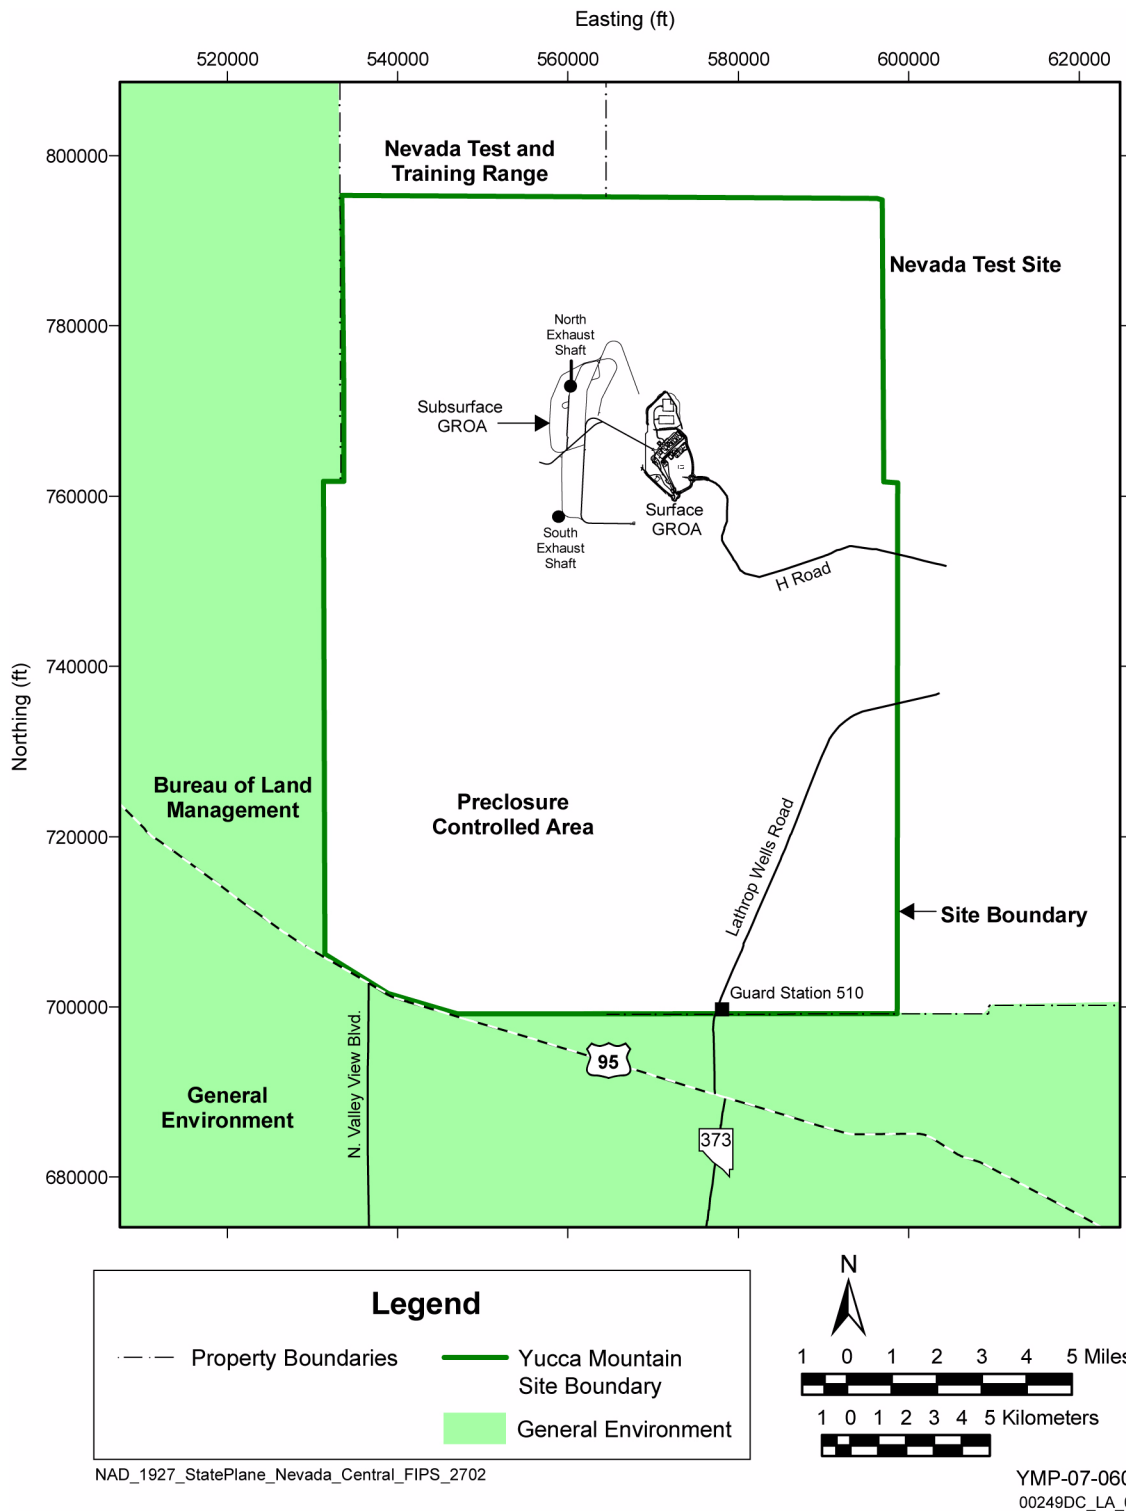 Easting (ft)
520000
540000
560000
580000
600000
620000
Nevada Test and
Training Range
800000
Nevada Test Site
780000
North
Exhaust
Shaft
Subsurface
GROA
760000
Surface
GROA
South
Exhaust
Shaft
H Road
740000
Northing (ft)
Bureau of Land
Management
Preclosure
Controlled Area
720000
Lathrop Wells Road
Site Boundary
Guard Station 510
700000
N. Valley View Blvd.
95
General
Environment
373
680000
Legend
Property Boundaries
Yucca Mountain
Site Boundary
General Environment
N
1 0 1 2 3 4 5 Miles
1 0 1 2 3 4 5 Kilometers
NAD_1927_StatePlane_Nevada_Central_FIPS_2702
YMP-07-060
00249DC_LA_